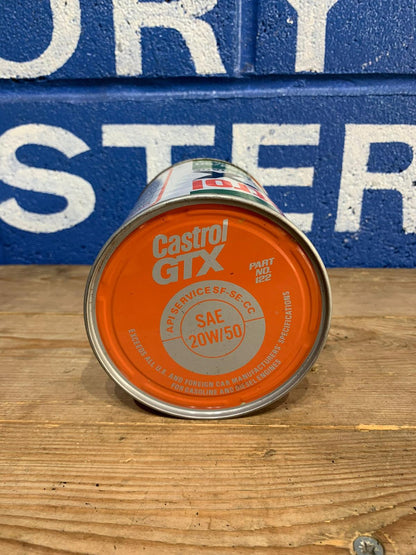 ORY
STER
Castrol
GTX
PART
NO.
122
API SERVICE SF-SE-CC
SAE
20W/50
EXCEEDS ALL U.S. AND FOREIGN CAR MANUFACTURERS' SPECIFICATIONS
FOR GASOLINE AND DIESEL ENGINES